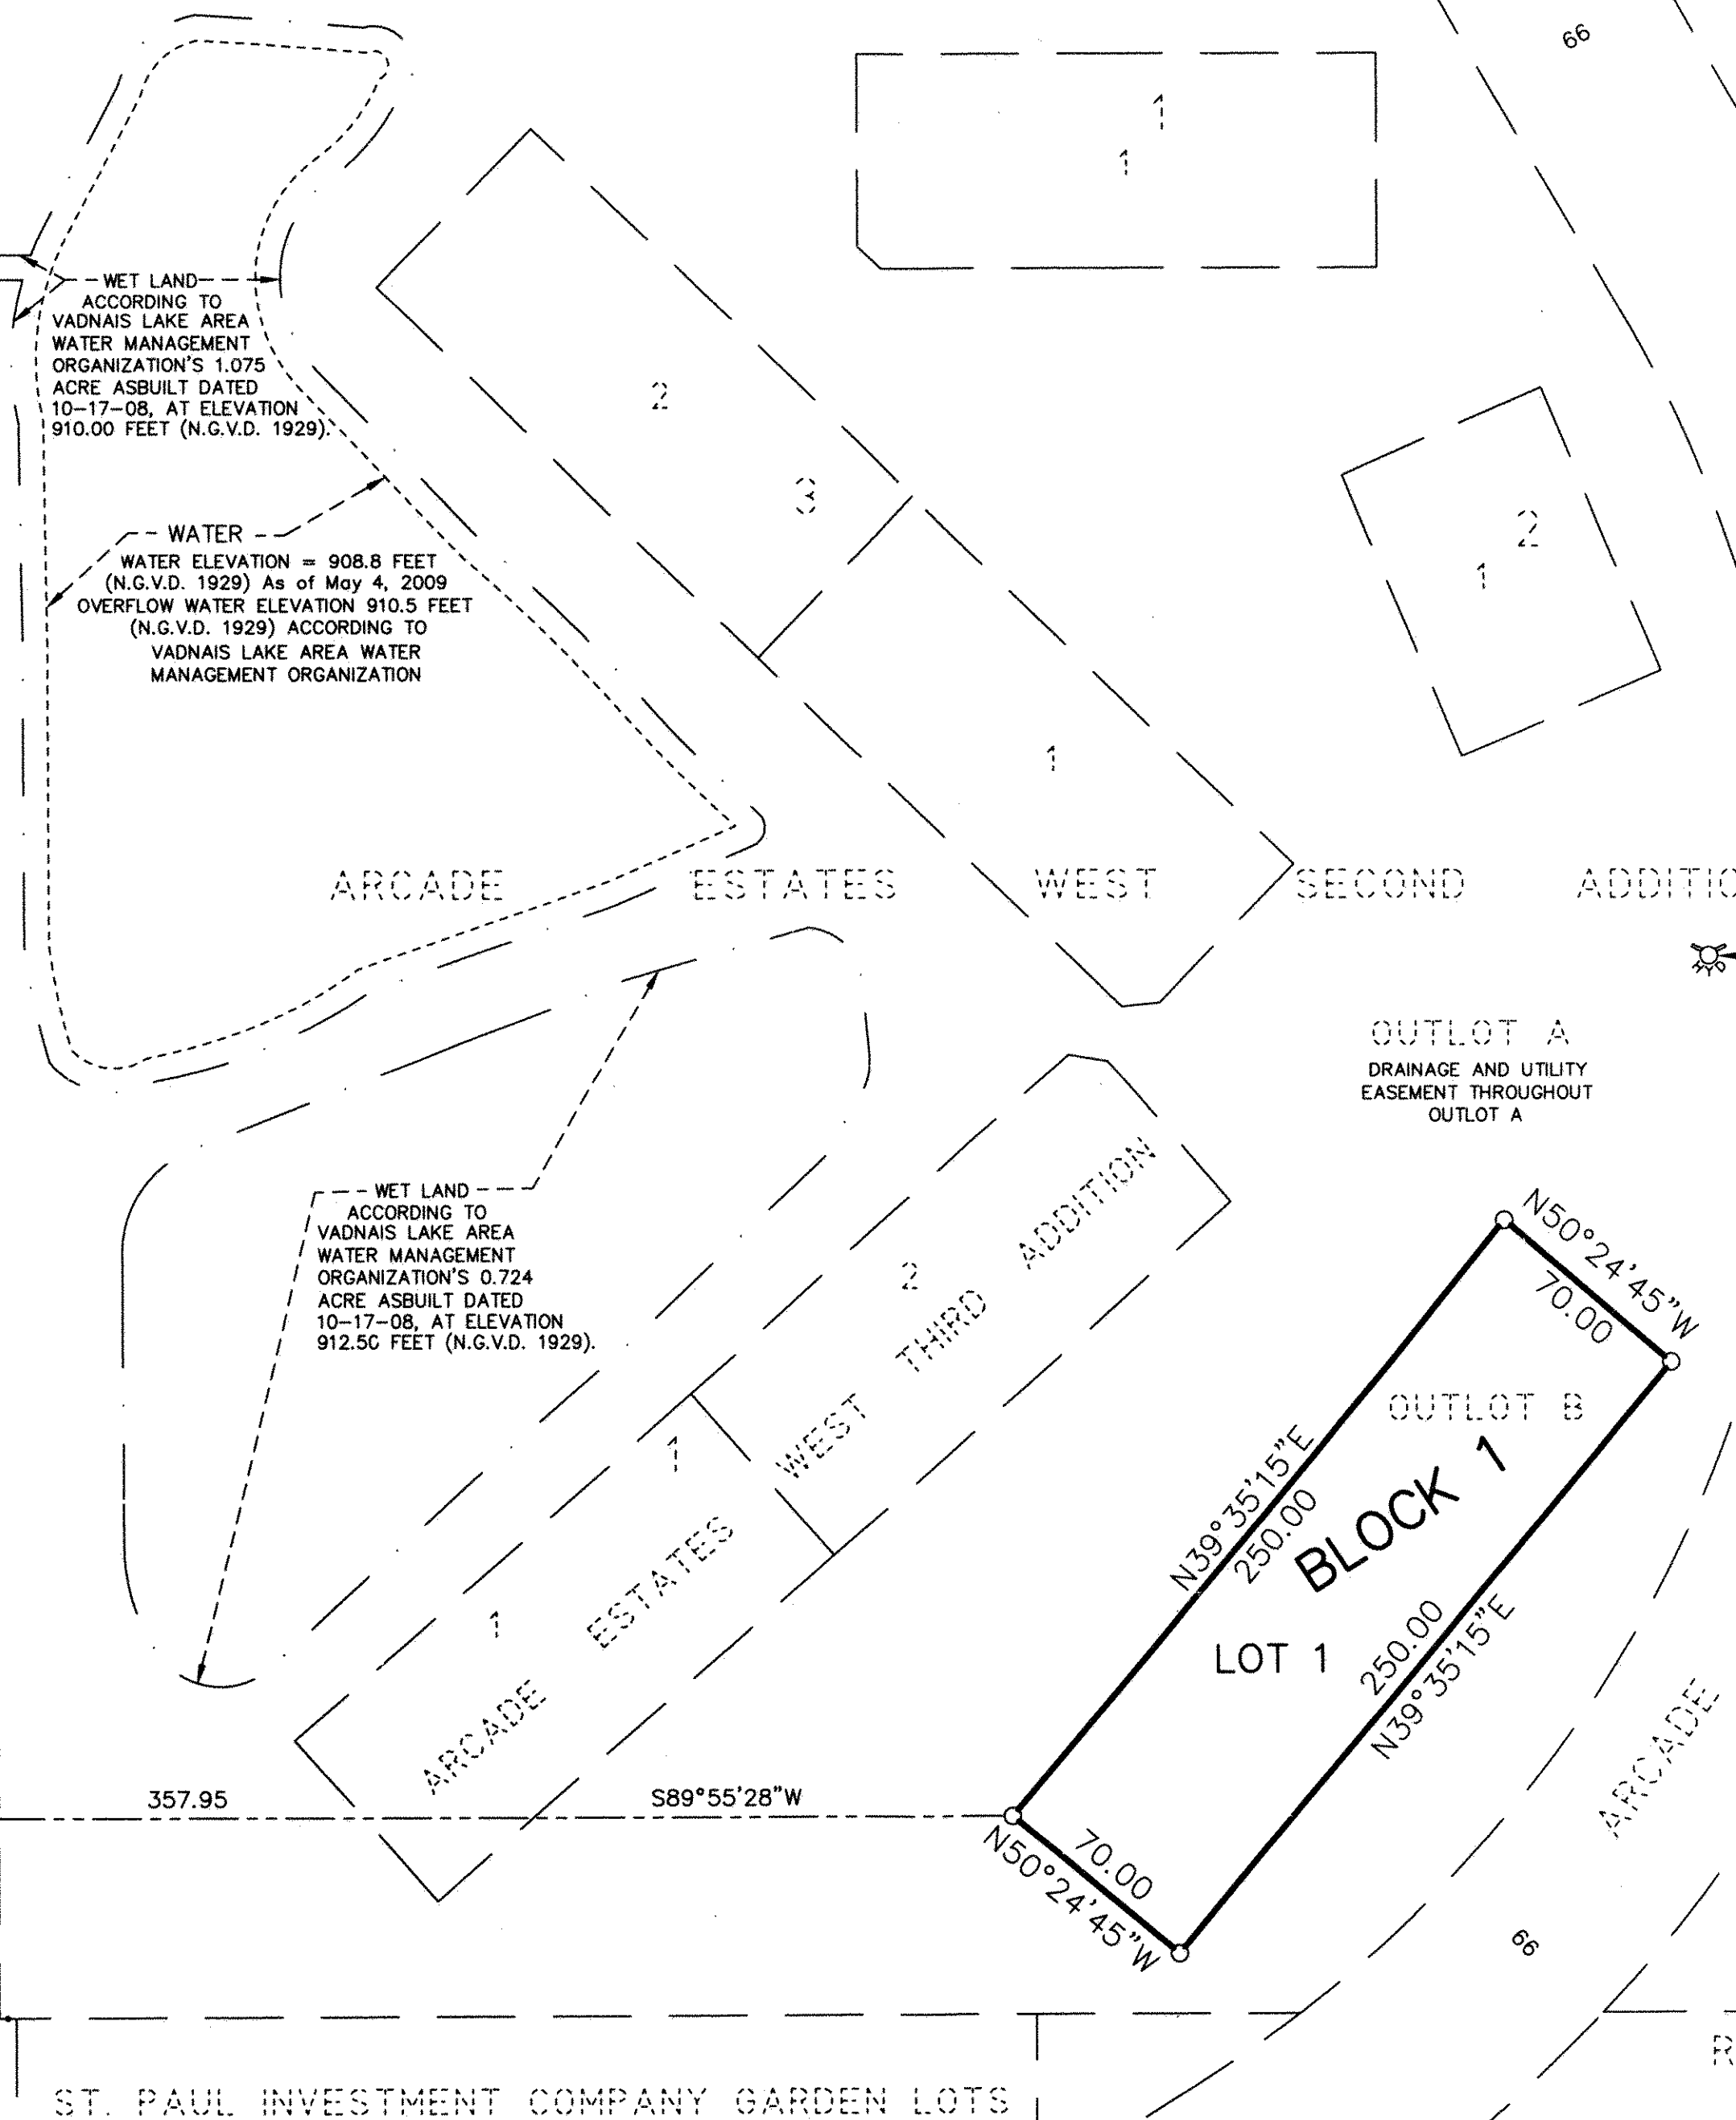 66
1
1
WET LAND
ACCORDING TO
VADNAIS LAKE AREA
WATER MANAGEMENT
ORGANIZATION'S 1.075
ACRE ASBUILT DATED
10-17-08, AT ELEVATION
910.00 FEET (N.G.V.D. 1929).
2
3
2
1
WATER
WATER ELEVATION = 908.8 FEET
(N.G.V.D. 1929) As of May 4, 2009
OVERFLOW WATER ELEVATION 910.5 FEET
(N.G.V.D. 1929) ACCORDING TO
VADNAIS LAKE AREA WATER
MANAGEMENT ORGANIZATION
1
ARCADE ESTATES WEST SECOND ADDITIO
HYD
OUTLOT A
DRAINAGE AND UTILITY
EASEMENT THROUGHOUT
OUTLOT A
WET LAND
ACCORDING TO
VADNAIS LAKE AREA
WATER MANAGEMENT
ORGANIZATION'S 0.724
ACRE ASBUILT DATED
10-17-08, AT ELEVATION
912.50 FEET (N.G.V.D. 1929).
2
1
1
ARCADE ESTATES WEST THIRD ADDITION
N50°24'45"W
70.00
OUTLOT B
N39°35'15"E
250.00
BLOCK 1
LOT 1
250.00
N39°35'15"E
ARCADE
357.95
S89°55'28"W
70.00
N50°24'45"W
66
R
ST. PAUL INVESTMENT COMPANY GARDEN LOTS